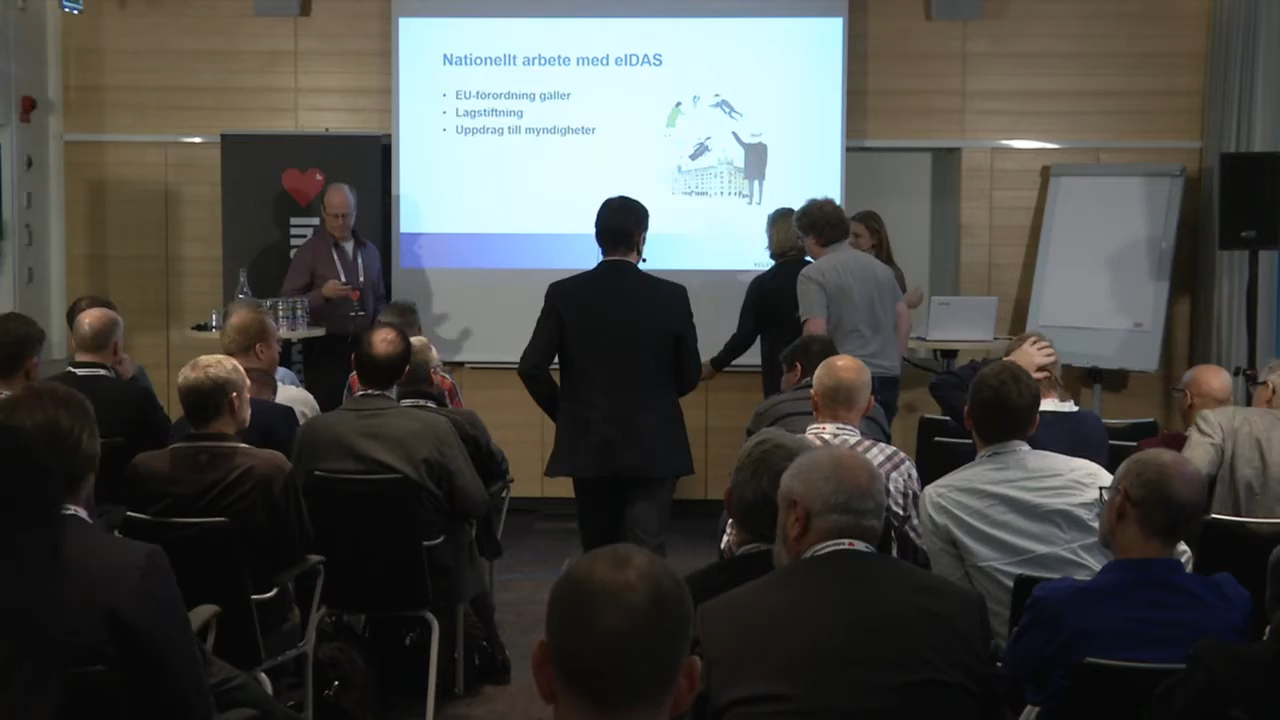 Nationellt arbete med eIDAS
• EU-förordning gäller
• Lagstiftning
• Uppdrag till myndigheter